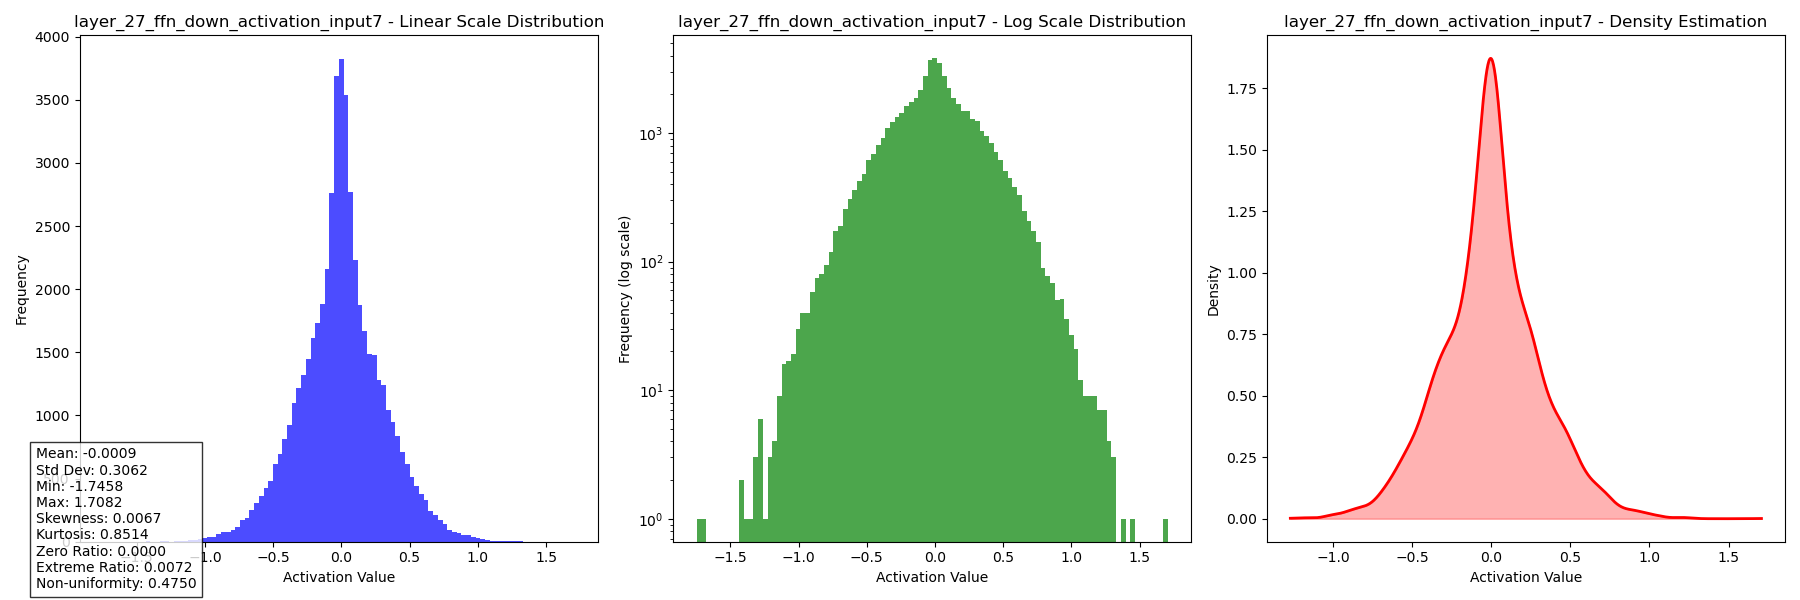 layer_27_ffn_down_activation_input7 - Linear Scale Distribution
4000
3500
3000
2500
2000
1500
1000
Frequency
−1.0
−0.5
0.0
0.5
1.0
1.5
Activation Value
Mean: -0.0009
Std Dev: 0.3062
Min: -1.7458
Max: 1.7082
Skewness: 0.0067
Kurtosis: 0.8514
Zero Ratio: 0.0000
Extreme Ratio: 0.0072
Non-uniformity: 0.4750
layer_27_ffn_down_activation_input7 - Log Scale Distribution
10³
10²
10¹
10⁰
Frequency (log scale)
−1.5
−1.0
−0.5
0.0
0.5
1.0
1.5
Activation Value
layer_27_ffn_down_activation_input7 - Density Estimation
1.75
1.50
1.25
1.00
0.75
0.50
0.25
0.00
Density
−1.0
−0.5
0.0
0.5
1.0
1.5
Activation Value